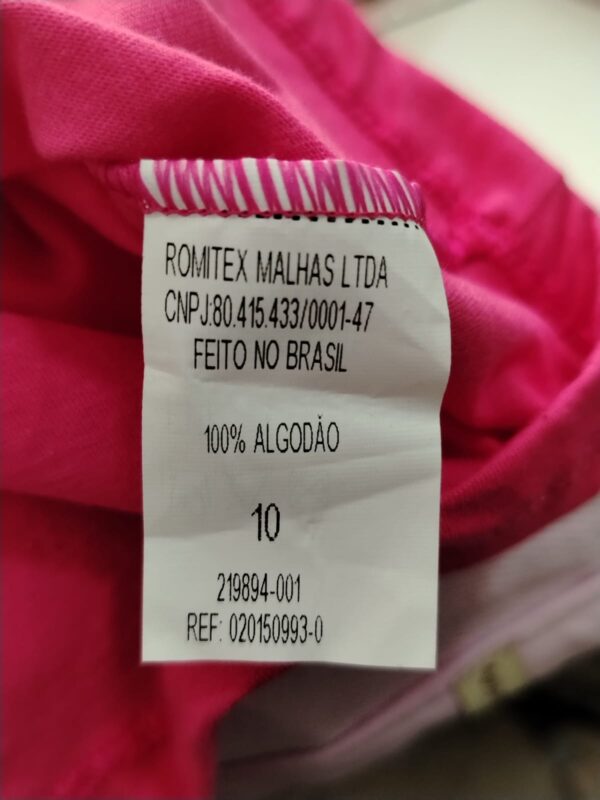 ROMITEX MALHAS LTDA
CNPJ:80.415.433/0001-47
FEITO NO BRASIL
100% ALGODÃO
10
219894-001
REF: 020150993-0